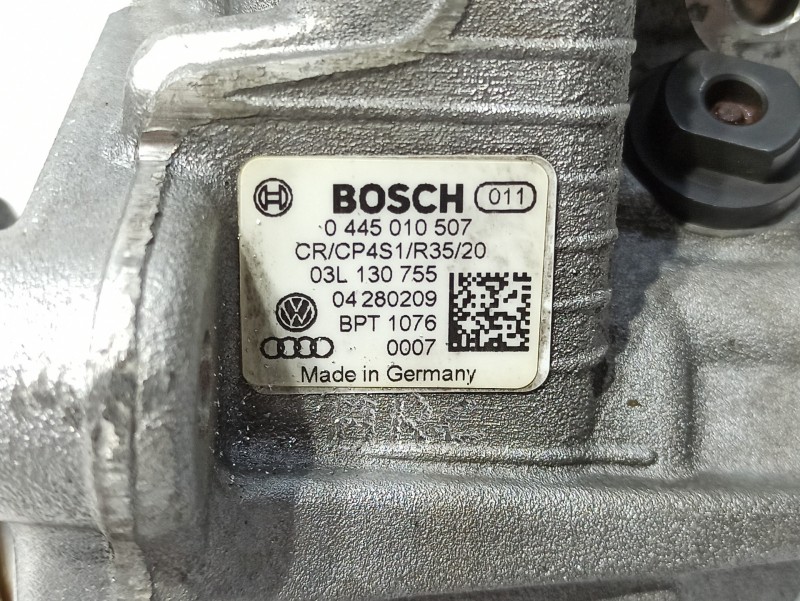 BOSCH 011
0 445 010 507
CR/CP4S1/R35/20
03L 130 755
04280209
BPT 1076
0007
Made in Germany